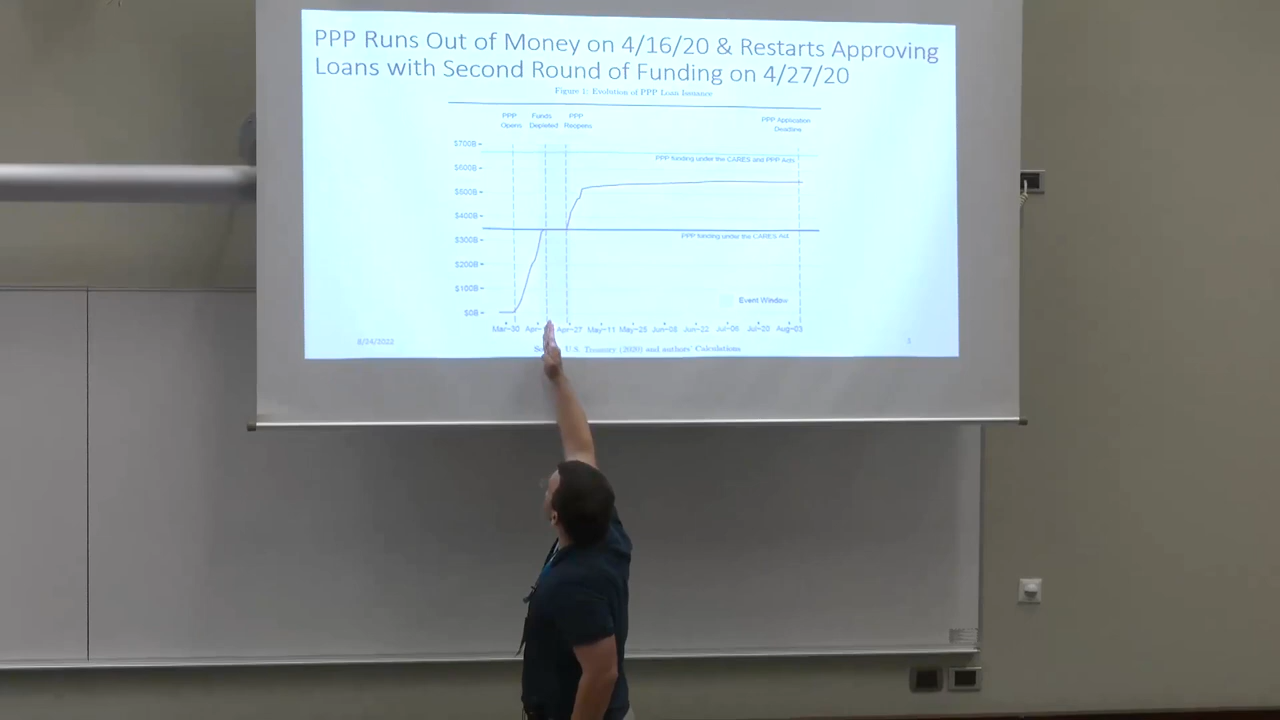 PPP Runs Out of Money on 4/16/20 & Restarts Approving
Loans with Second Round of Funding on 4/27/20
Figure 1: Evolution of PPP Loan Issuance
PPP Opens
Funds Depleted
PPP Reopens
PPP Application Deadline
$700B
PPP funding under the CARES and PPP Acts
$600B
$500B
$400B
$300B
PPP funding under the CARES Act
$200B
$100B
Event Window
$0B
Mar-30 Apr- Apr-27 May-11 May-25 Jun-08 Jun-22 Jul-06 Jul-20 Aug-03
8/24/2022
U.S. Treasury (2020) and authors' Calculations
3